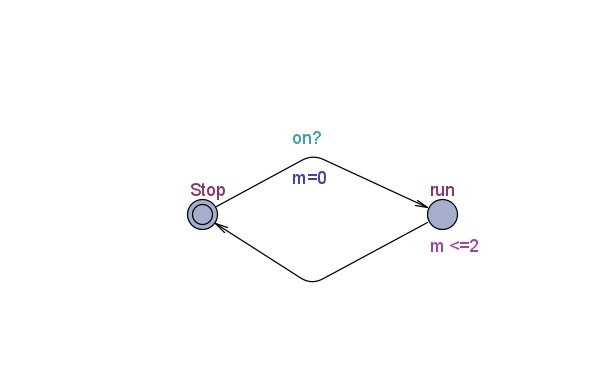 on?
m=0
Stop
run
m <=2